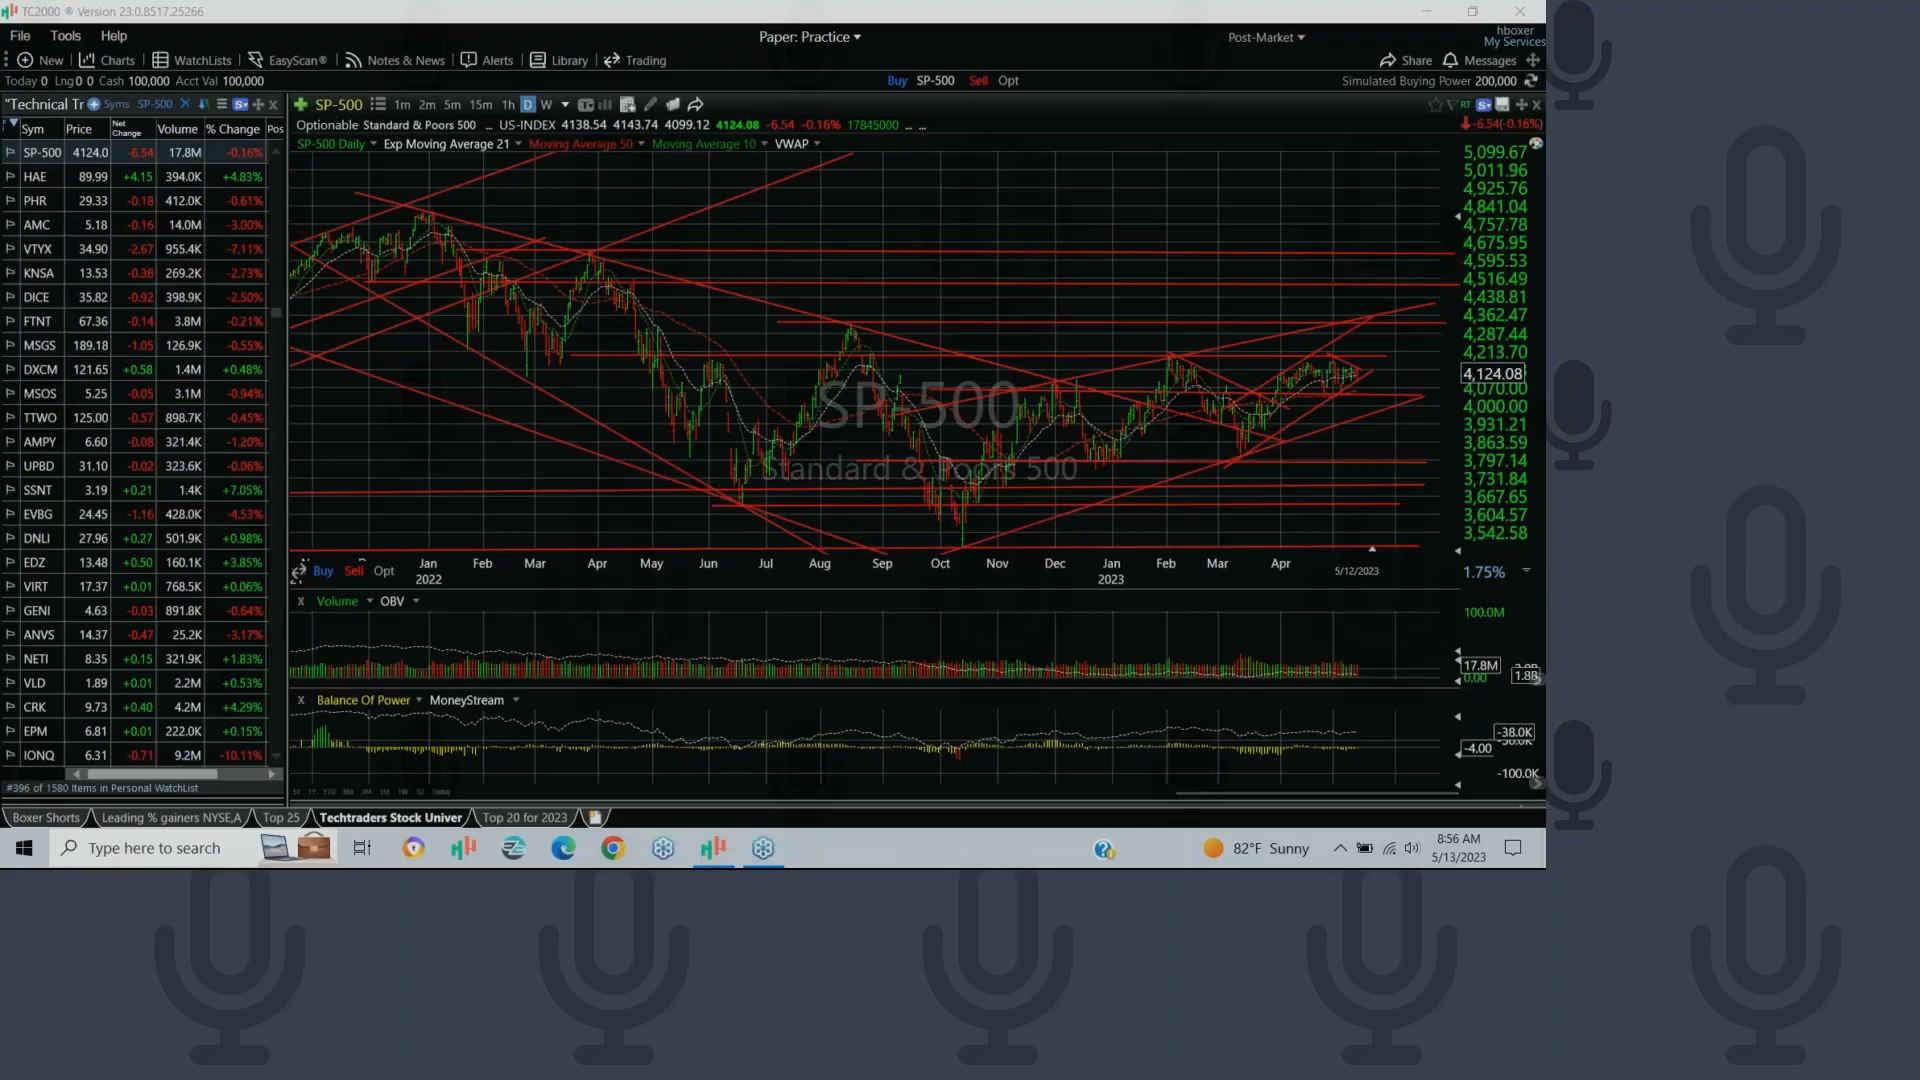 TC2000 ® Version 23.0.8517.25266
File Tools Help
Paper: Practice
Post-Market
hboxer
My Services
New Charts WatchLists EasyScan® Notes & News Alerts Library Trading
Share Messages
Today 0 Lng 0 0 Cash 100,000 Acct Val 100,000
Buy SP-500 Sell Opt
Simulated Buying Power 200,000
"Technical Tr Syms SP-500
SP-500 1m 2m 5m 15m 1h D W
RT
Optionable Standard & Poors 500 ... US-INDEX 4138.54 4143.74 4099.12 4124.08 -6.54 -0.16% 17845000 ... ...
-6.54(-0.16%)
SP-500 Daily Exp Moving Average 21 Moving Average 50 Moving Average 10 VWAP
Sym Price Net Change Volume % Change Pos
SP-500 4124.0 -6.54 17.8M -0.16%
HAE 89.99 +4.15 394.0K +4.83%
PHR 29.33 -0.18 412.0K -0.61%
AMC 5.18 -0.16 14.0M -3.00%
VTYX 34.90 -2.67 955.4K -7.11%
KNSA 13.53 -0.38 269.2K -2.73%
DICE 35.82 -0.92 398.9K -2.50%
FTNT 67.36 -0.14 3.8M -0.21%
MSGS 189.18 -1.05 126.9K -0.55%
DXCM 121.65 +0.58 1.4M +0.48%
MSOS 5.25 -0.05 3.1M -0.94%
TTWO 125.00 -0.57 898.7K -0.45%
AMPY 6.60 -0.08 321.4K -1.20%
UPBD 31.10 -0.02 323.6K -0.06%
SSNT 3.19 +0.21 1.4K +7.05%
EVBG 24.45 -1.16 428.0K -4.53%
DNLI 27.96 +0.27 501.9K +0.98%
EDZ 13.48 +0.50 160.1K +3.85%
VIRT 17.37 +0.01 768.5K +0.06%
GENI 4.63 -0.03 891.8K -0.64%
ANVS 14.37 -0.47 25.2K -3.17%
NETI 8.35 +0.15 321.9K +1.83%
VLD 1.89 +0.01 2.2M +0.53%
CRK 9.73 +0.40 4.2M +4.29%
EPM 6.81 +0.01 222.0K +0.15%
IONQ 6.31 -0.71 9.2M -10.11%
#396 of 1580 Items in Personal WatchList
SP-500
Standard & Poors 500
5,099.67
5,011.96
4,925.76
4,841.04
4,757.78
4,675.95
4,595.53
4,516.49
4,438.81
4,362.47
4,287.44
4,213.70
4,124.08
4,070.00
4,000.00
3,931.21
3,863.59
3,797.14
3,731.84
3,667.65
3,604.57
3,542.58
Jan Feb Mar Apr May Jun Jul Aug Sep Oct Nov Dec Jan Feb Mar Apr
2022 2023
5/12/2023
Buy Sell Opt
1.75%
X Volume OBV
100.0M
17.8M
0.00
1.8B
X Balance Of Power MoneyStream
-38.0K
-4.00
-100.0K
Boxer Shorts Leading % gainers NYSE,A Top 25 Techtraders Stock Univer Top 20 for 2023
Type here to search
82°F Sunny
8:56 AM
5/13/2023